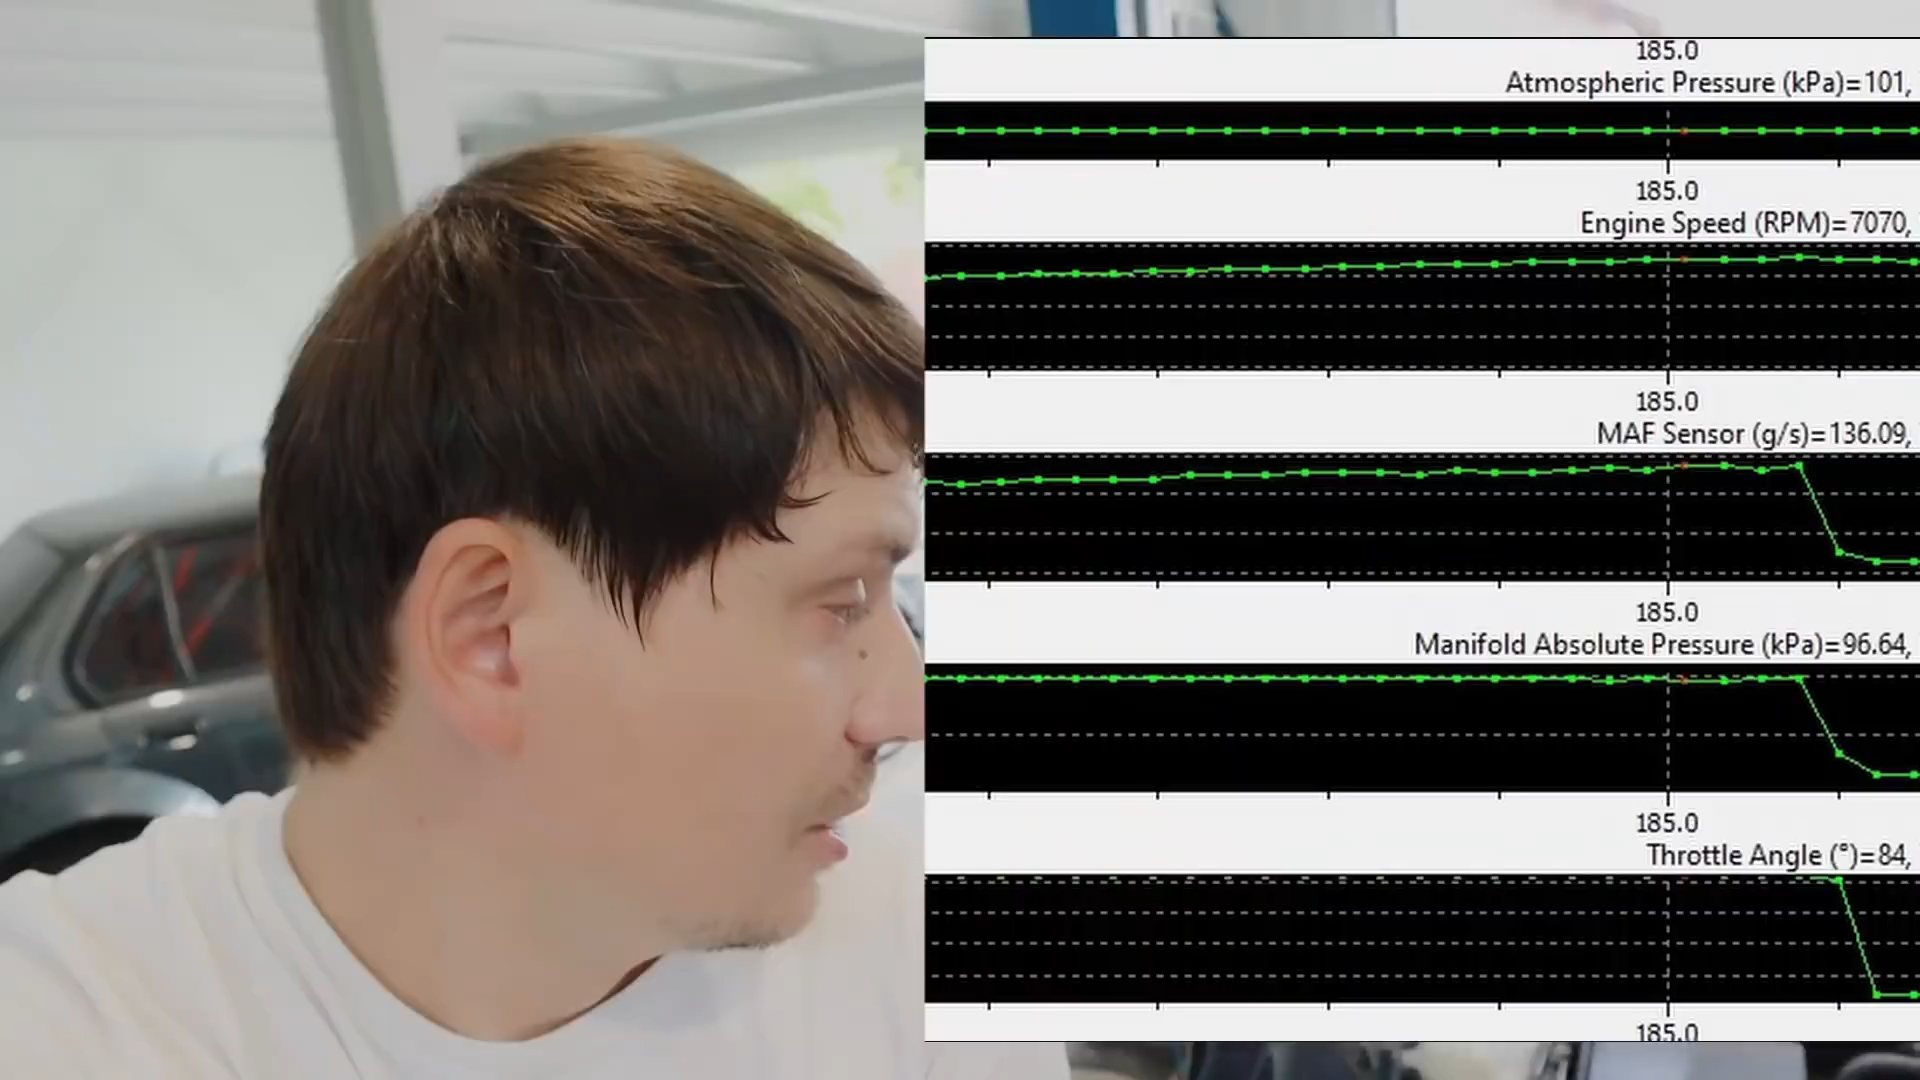 185.0
Atmospheric Pressure (kPa)=101,
185.0
Engine Speed (RPM)=7070,
185.0
MAF Sensor (g/s)=136.09,
185.0
Manifold Absolute Pressure (kPa)=96.64,
185.0
Throttle Angle (°)=84,
185.0